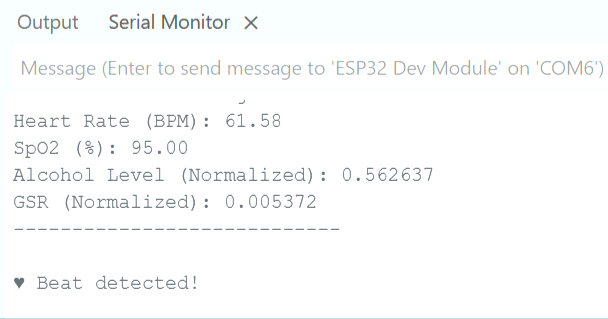 Output Serial Monitor ×
Message (Enter to send message to 'ESP32 Dev Module' on 'COM6')
Heart Rate (BPM): 61.58
SpO2 (%): 95.00
Alcohol Level (Normalized): 0.562637
GSR (Normalized): 0.005372
----------------------------
♥ Beat detected!